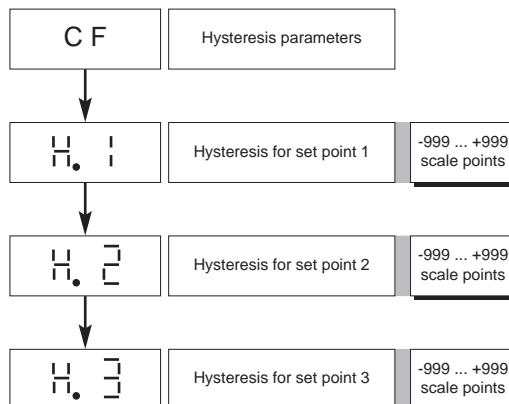 C F
Hysteresis parameters
H. 1
Hysteresis for set point 1
-999 ... +999
scale points
H. 2
Hysteresis for set point 2
-999 ... +999
scale points
H. 3
Hysteresis for set point 3
-999 ... +999
scale points